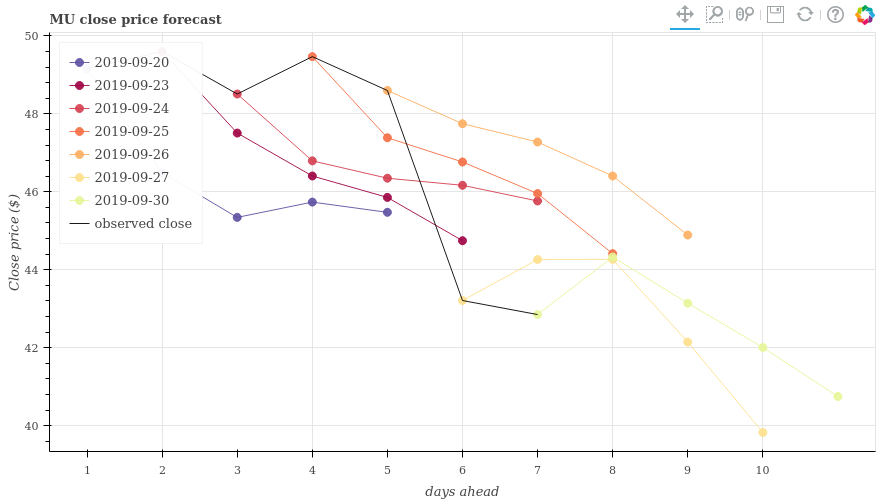 MU close price forecast
50
48
46
44
42
40
Close price ($)
2019-09-20
2019-09-23
2019-09-24
2019-09-25
2019-09-26
2019-09-27
2019-09-30
observed close
1 2 3 4 5 6 7 8 9 10
days ahead